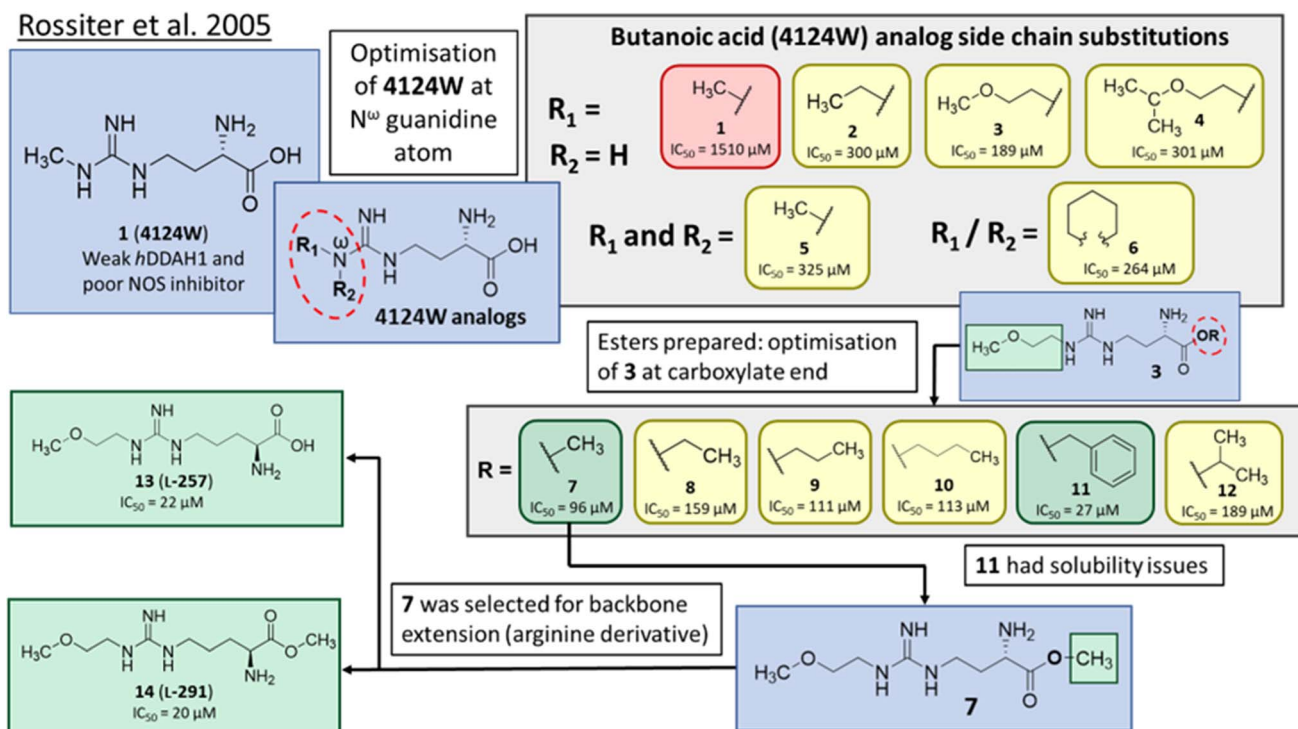 Rossiter et al. 2005
NH
NH2
H3C
N
H
N
H
OH
O
1 (4124W)
Weak hDDAH1 and
poor NOS inhibitor
Optimisation
of 4124W at
Nω guanidine
atom
NH
NH2
R1
ω
N
R2
N
H
OH
O
4124W analogs
Butanoic acid (4124W) analog side chain substitutions
R1 =
R2 = H
H3C
1
IC50 = 1510 µM
H3C
2
IC50 = 300 µM
H3C
O
3
IC50 = 189 µM
H3C
O
CH3
4
IC50 = 301 µM
R1 and R2 =
H3C
5
IC50 = 325 µM
R1 / R2 =
6
IC50 = 264 µM
Esters prepared: optimisation
of 3 at carboxylate end
NH
NH2
H3C
O
N
H
N
H
OR
O
3
R =
CH3
7
IC50 = 96 µM
CH3
8
IC50 = 159 µM
CH3
9
IC50 = 111 µM
CH3
10
IC50 = 113 µM
11
IC50 = 27 µM
CH3
CH3
12
IC50 = 189 µM
11 had solubility issues
NH
O
H3C
O
N
H
N
H
OH
NH2
13 (L-257)
IC50 = 22 µM
7 was selected for backbone
extension (arginine derivative)
NH
O
H3C
O
N
H
N
H
O
CH3
NH2
14 (L-291)
IC50 = 20 µM
NH
NH2
H3C
O
N
H
N
H
O
CH3
O
7